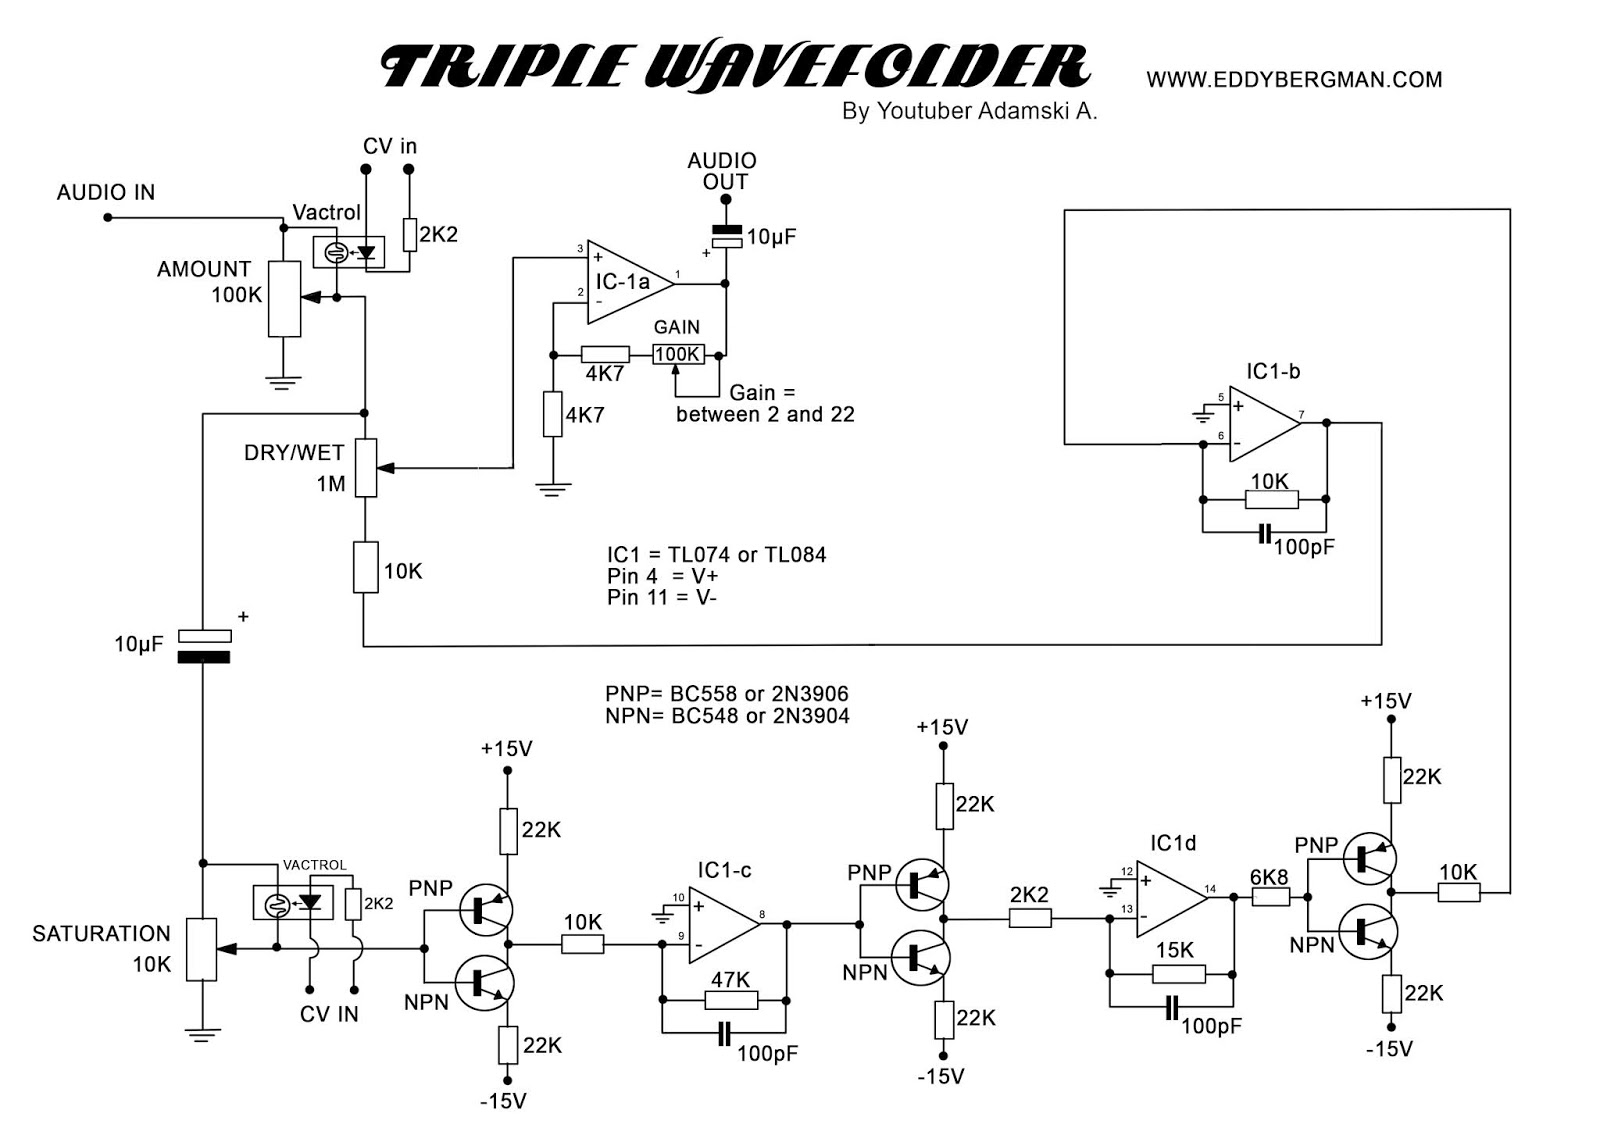 TRIPLE WAVEFOLDER
WWW.EDDYBERGMAN.COM
By Youtuber Adamski A.
CV in
AUDIO IN
Vactrol
2K2
AMOUNT
100K
AUDIO
OUT
10µF
+
3
+
IC-1a
1
2
-
GAIN
100K
4K7
4K7
Gain =
between 2 and 22
DRY/WET
1M
10K
IC1-b
5
+
7
6
-
10K
100pF
IC1 = TL074 or TL084
Pin 4 = V+
Pin 11 = V-
+
10µF
PNP= BC558 or 2N3906
NPN= BC548 or 2N3904
+15V
22K
VACTROL
2K2
SATURATION
10K
CV IN
PNP
NPN
22K
-15V
10K
IC1-c
10
+
8
9
-
47K
100pF
+15V
22K
PNP
NPN
22K
-15V
2K2
IC1d
12
+
14
13
-
15K
100pF
6K8
+15V
22K
PNP
NPN
22K
-15V
10K